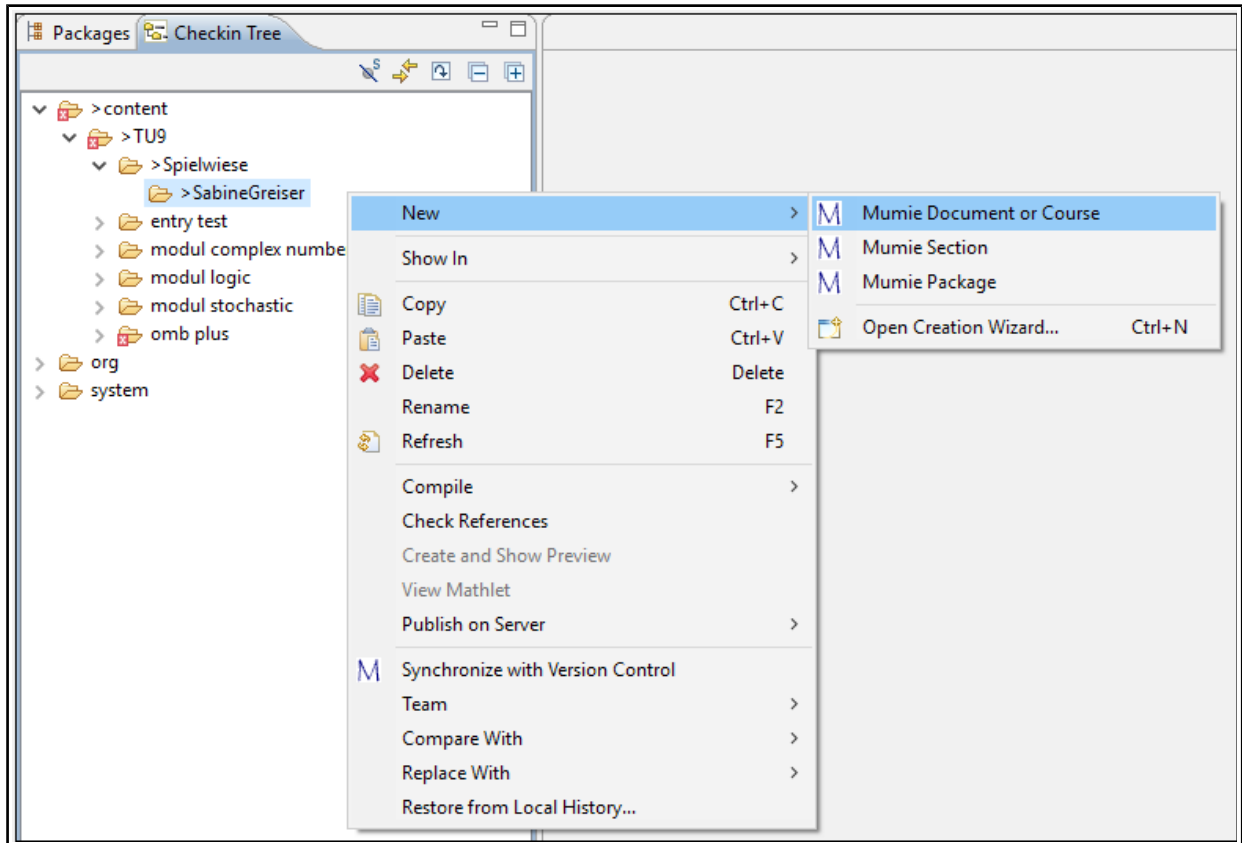 Packages Checkin Tree
>content
>TU9
>Spielwiese
>SabineGreiser
entry test
modul complex numbe
modul logic
modul stochastic
omb plus
org
system
New
Show In
Copy Ctrl+C
Paste Ctrl+V
Delete Delete
Rename F2
Refresh F5
Compile
Check References
Create and Show Preview
View Mathlet
Publish on Server
Synchronize with Version Control
Team
Compare With
Replace With
Restore from Local History...
Mumie Document or Course
Mumie Section
Mumie Package
Open Creation Wizard... Ctrl+N